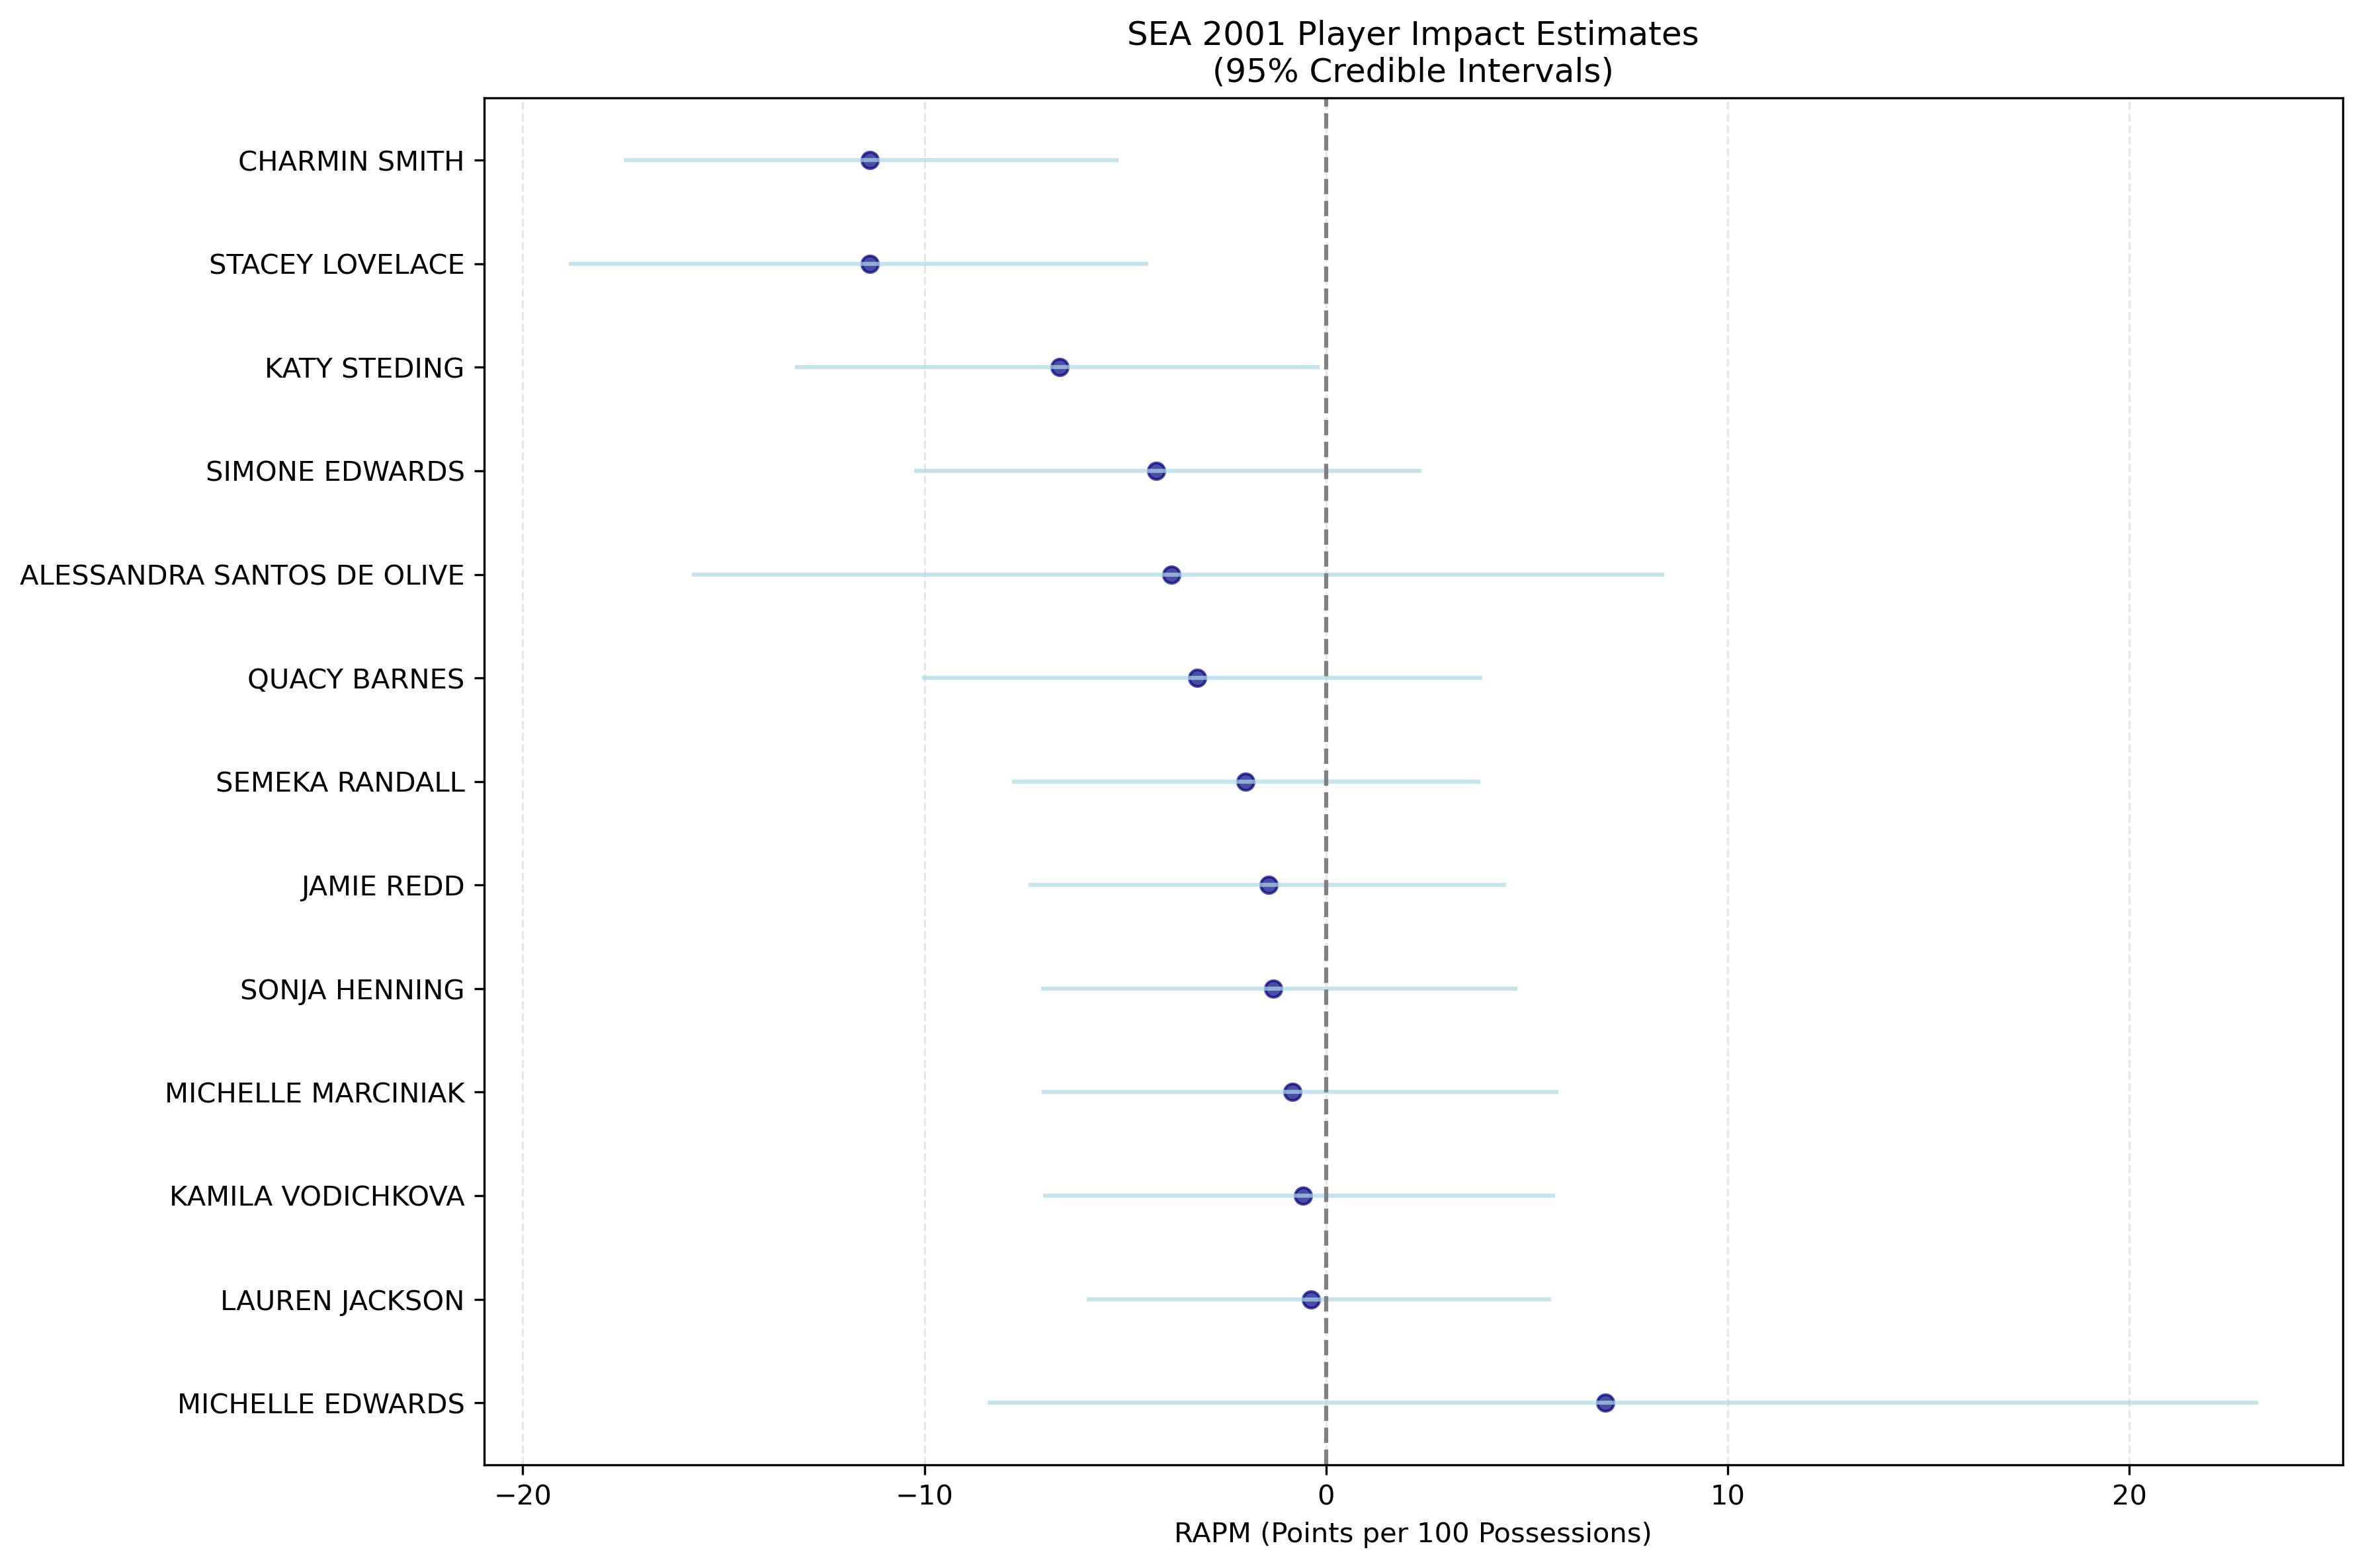 SEA 2001 Player Impact Estimates
(95% Credible Intervals)
CHARMIN SMITH
STACEY LOVELACE
KATY STEDING
SIMONE EDWARDS
ALESSANDRA SANTOS DE OLIVE
QUACY BARNES
SEMEKA RANDALL
JAMIE REDD
SONJA HENNING
MICHELLE MARCINIAK
KAMILA VODICHKOVA
LAUREN JACKSON
MICHELLE EDWARDS
−20 −10 0 10 20
RAPM (Points per 100 Possessions)